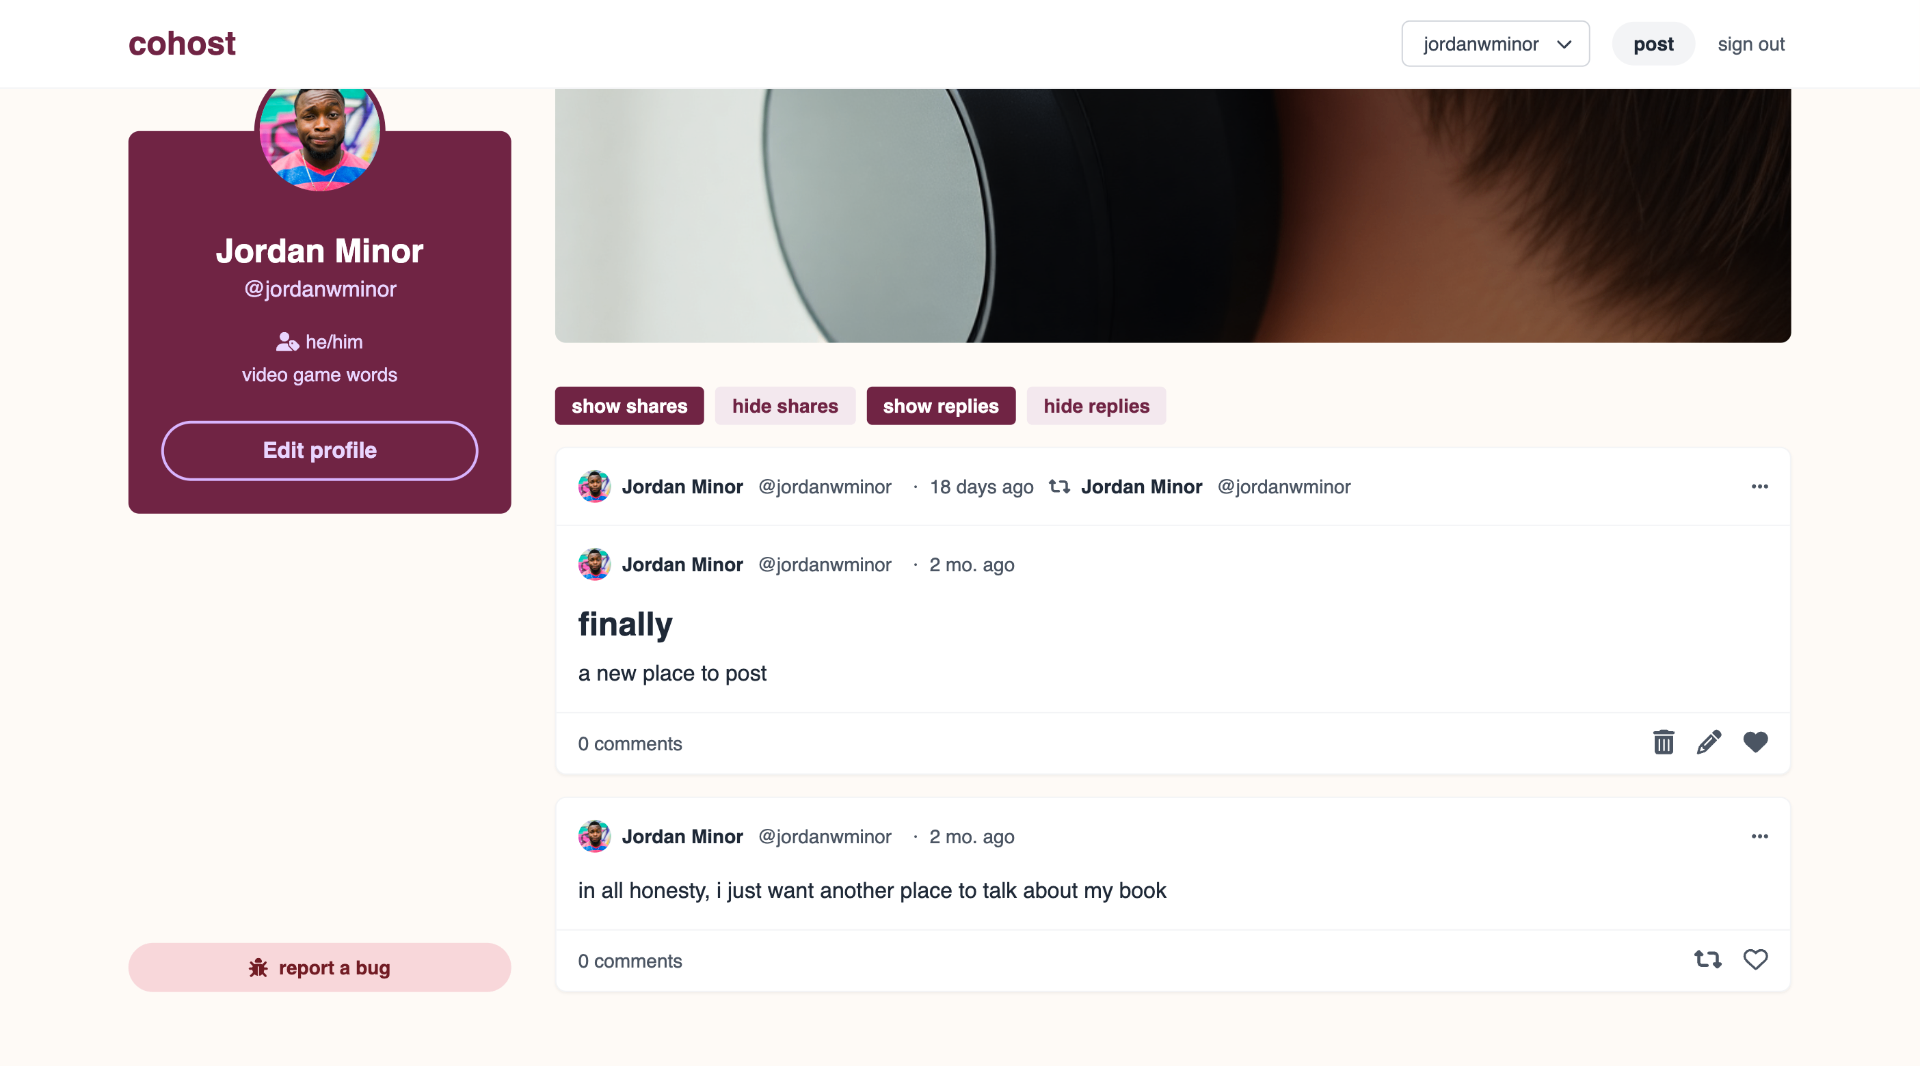 cohost
jordanwminor
post
sign out
Jordan Minor
@jordanwminor
he/him
video game words
Edit profile
report a bug
show shares
hide shares
show replies
hide replies
Jordan Minor @jordanwminor · 18 days ago Jordan Minor @jordanwminor
Jordan Minor @jordanwminor · 2 mo. ago
finally
a new place to post
0 comments
Jordan Minor @jordanwminor · 2 mo. ago
in all honesty, i just want another place to talk about my book
0 comments